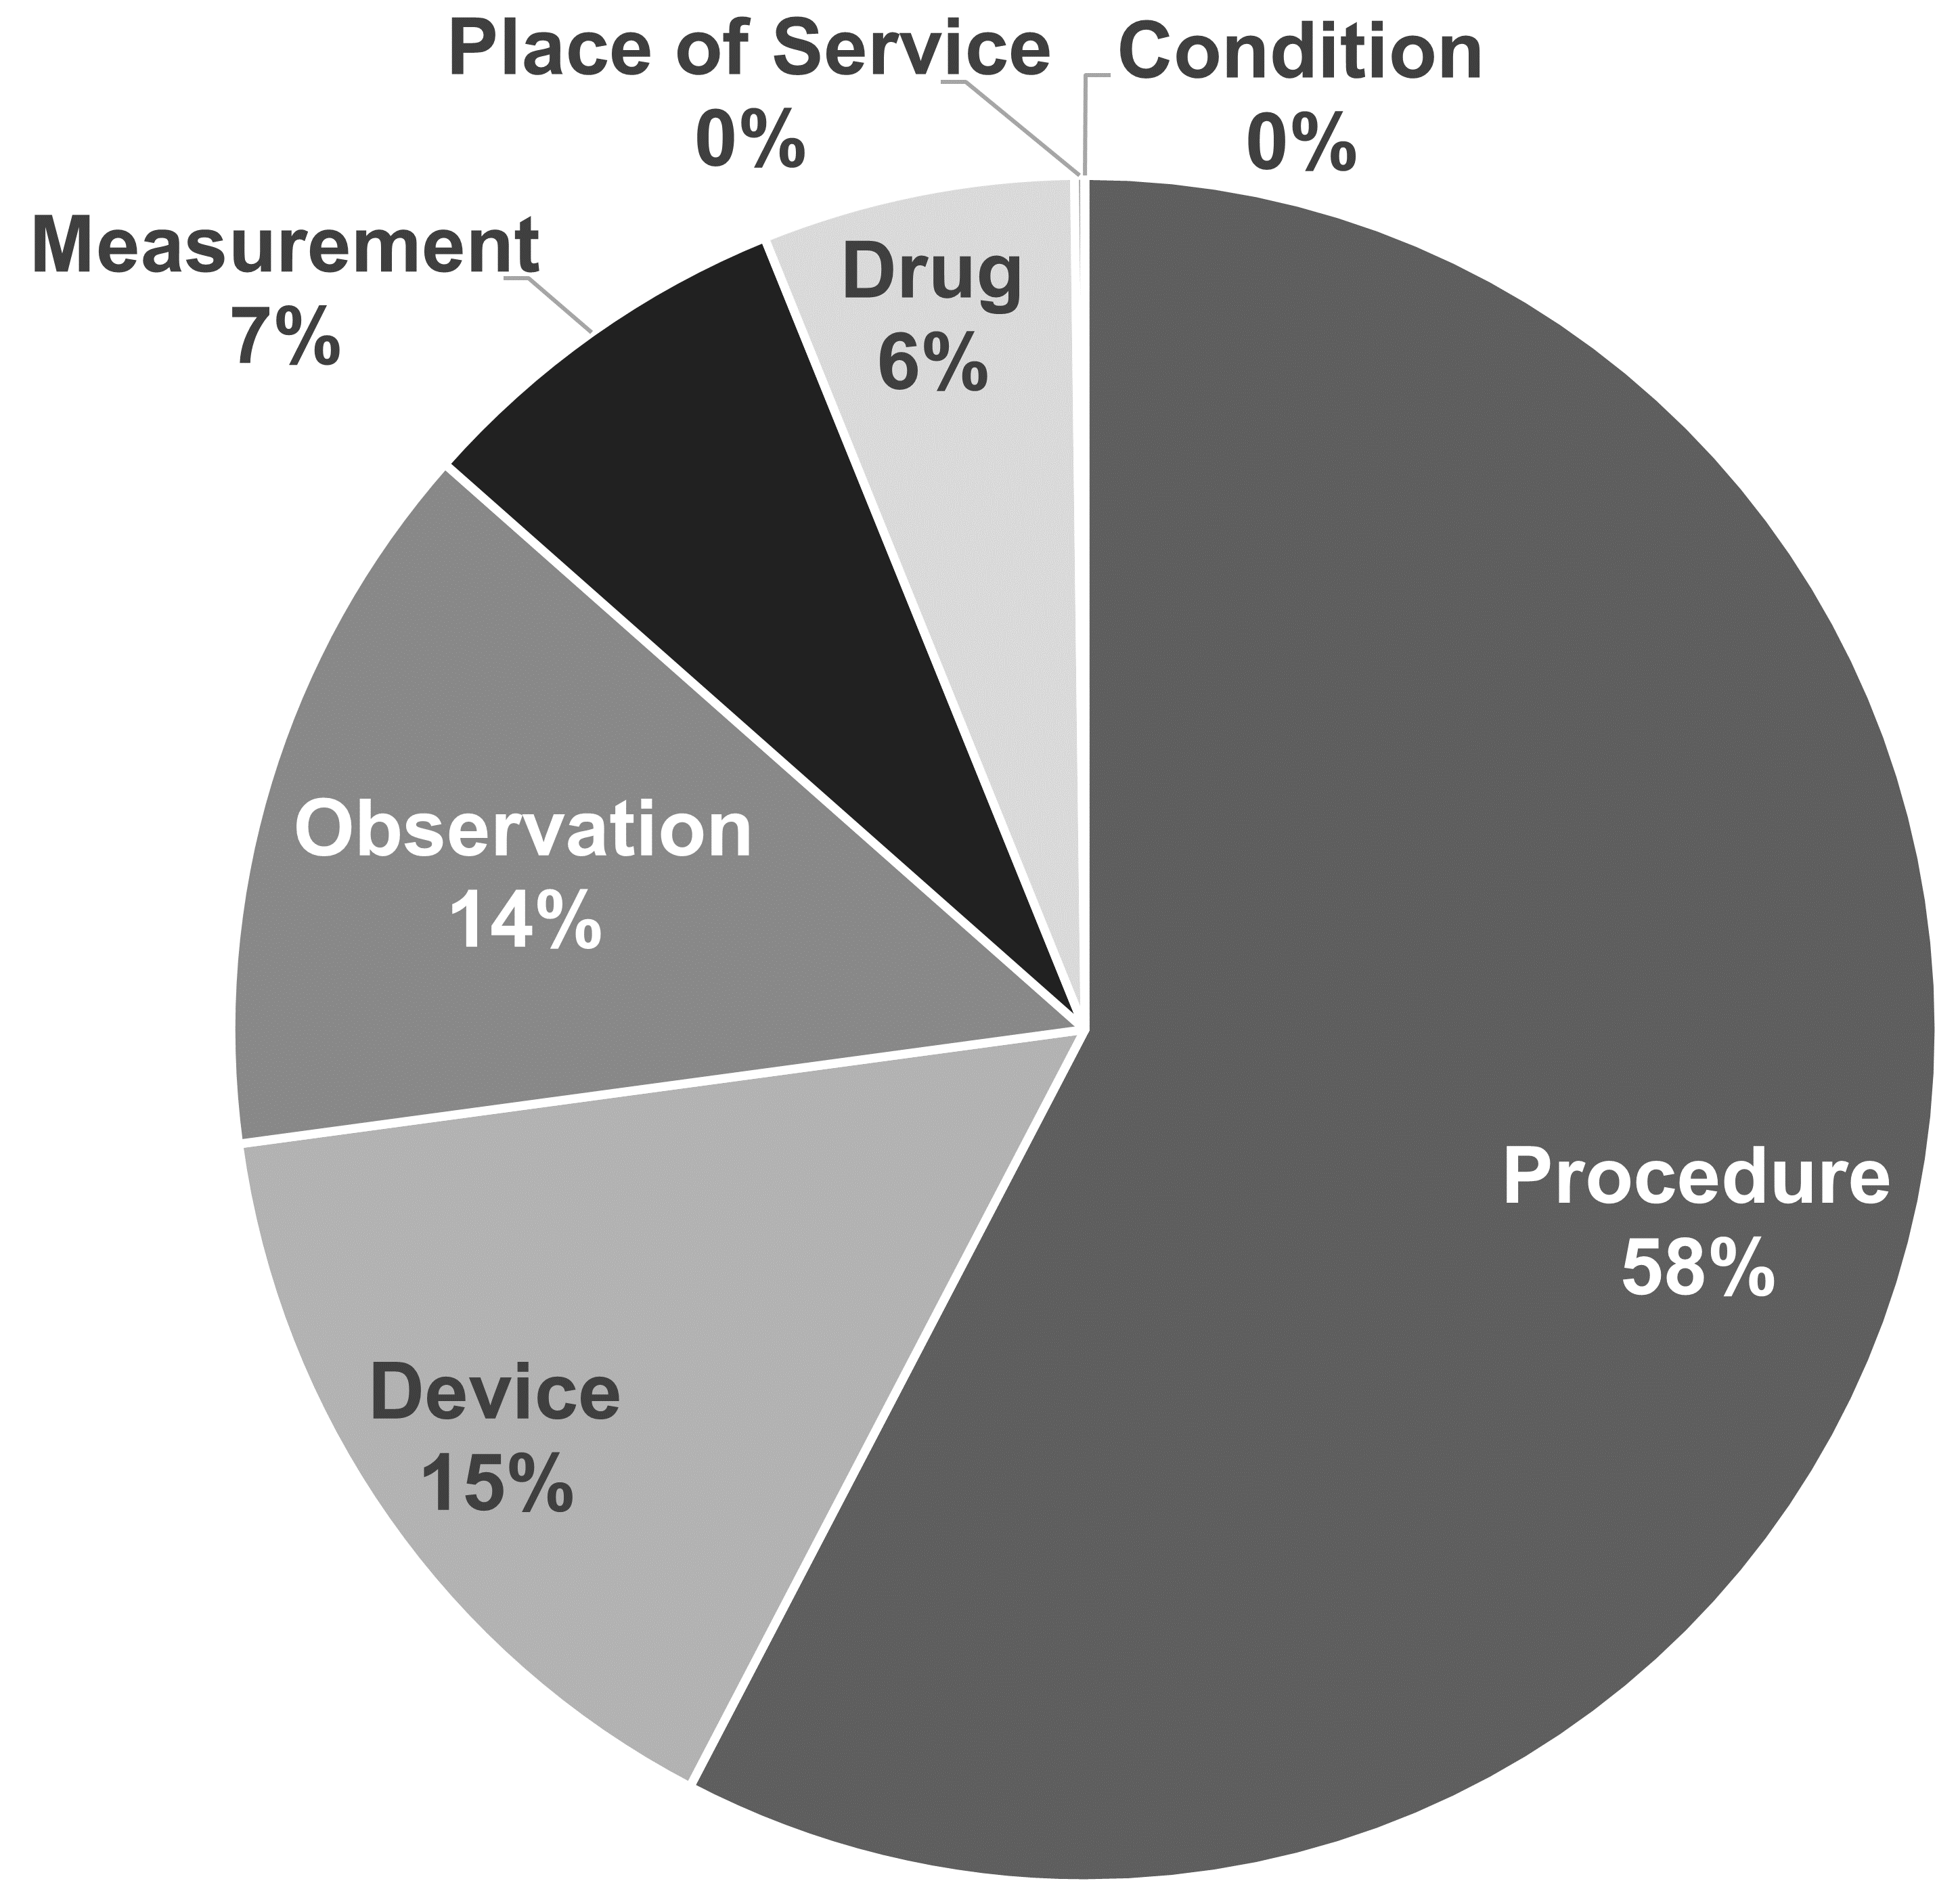 Place of Service
0%
Condition
0%
Measurement
7%
Drug
6%
Observation
14%
Procedure
58%
Device
15%